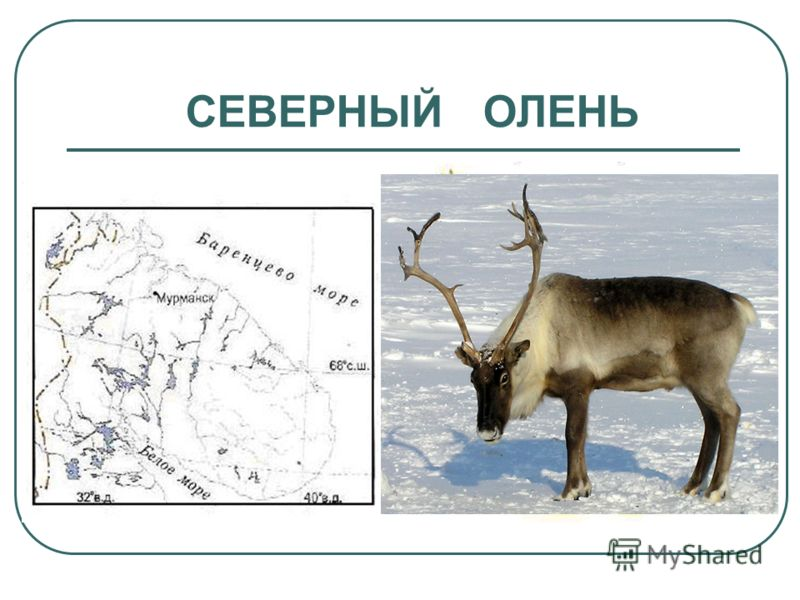 СЕВЕРНЫЙ ОЛЕНЬ
Баренцево море
Мурманск
68°с.ш.
Белое море
32°в.д.
40°в.д.
MyShared